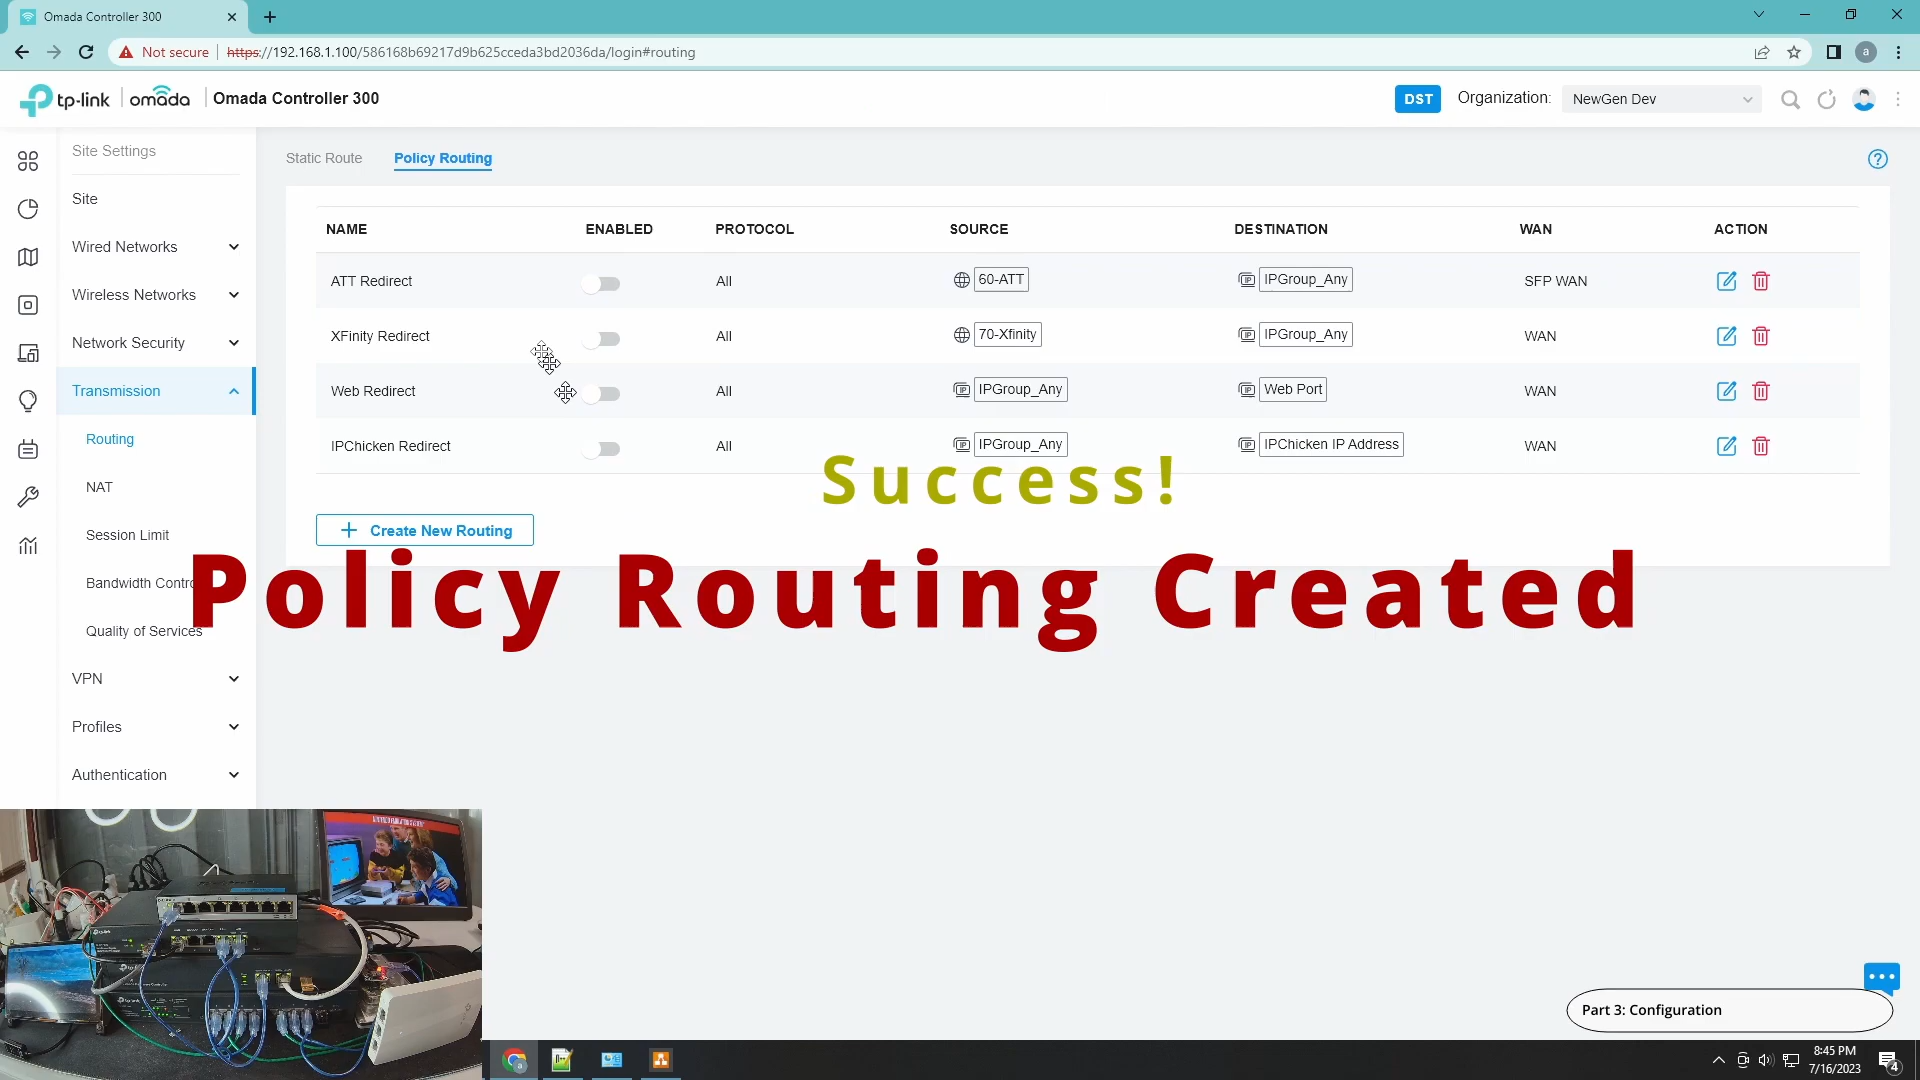 Omada Controller 300
Not secure
https://192.168.1.100/586168b69217d9b625cceda3bd2036da/login#routing
a
tp-link
omada
Omada Controller 300
DST
Organization:
NewGen Dev
Site Settings
Site
Wired Networks
Wireless Networks
Network Security
Transmission
Routing
NAT
Session Limit
Bandwidth Contro
Quality of Services
VPN
Profiles
Authentication
Static Route
Policy Routing
NAME ENABLED PROTOCOL SOURCE DESTINATION WAN ACTION
ATT Redirect All 60-ATT IPGroup_Any SFP WAN
XFinity Redirect All 70-Xfinity IPGroup_Any WAN
Web Redirect All IPGroup_Any Web Port WAN
IPChicken Redirect All IPGroup_Any IPChicken IP Address WAN
Success!
Create New Routing
Policy Routing Created
Part 3: Configuration
8:45 PM
7/16/2023
4